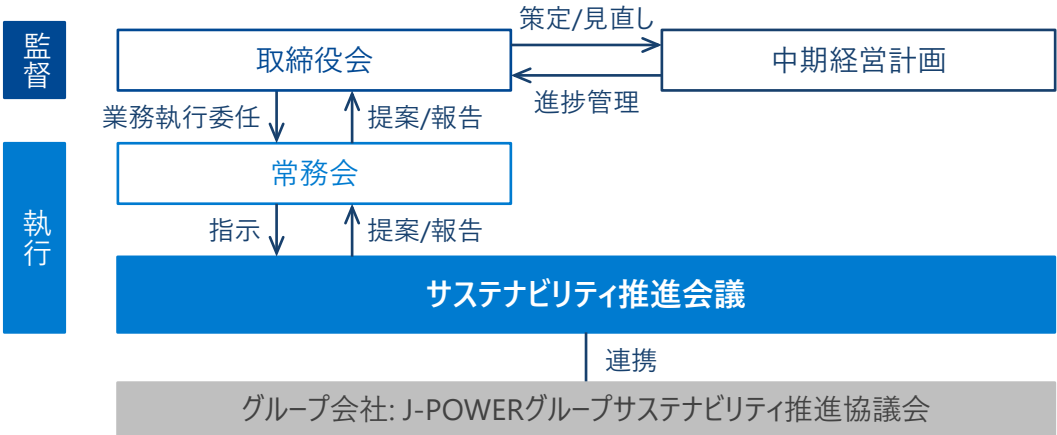 監督
取締役会
策定/見直し
進捗管理
中期経営計画
業務執行委任
提案/報告
執行
常務会
指示
提案/報告
サステナビリティ推進会議
連携
グループ会社: J-POWERグループサステナビリティ推進協議会